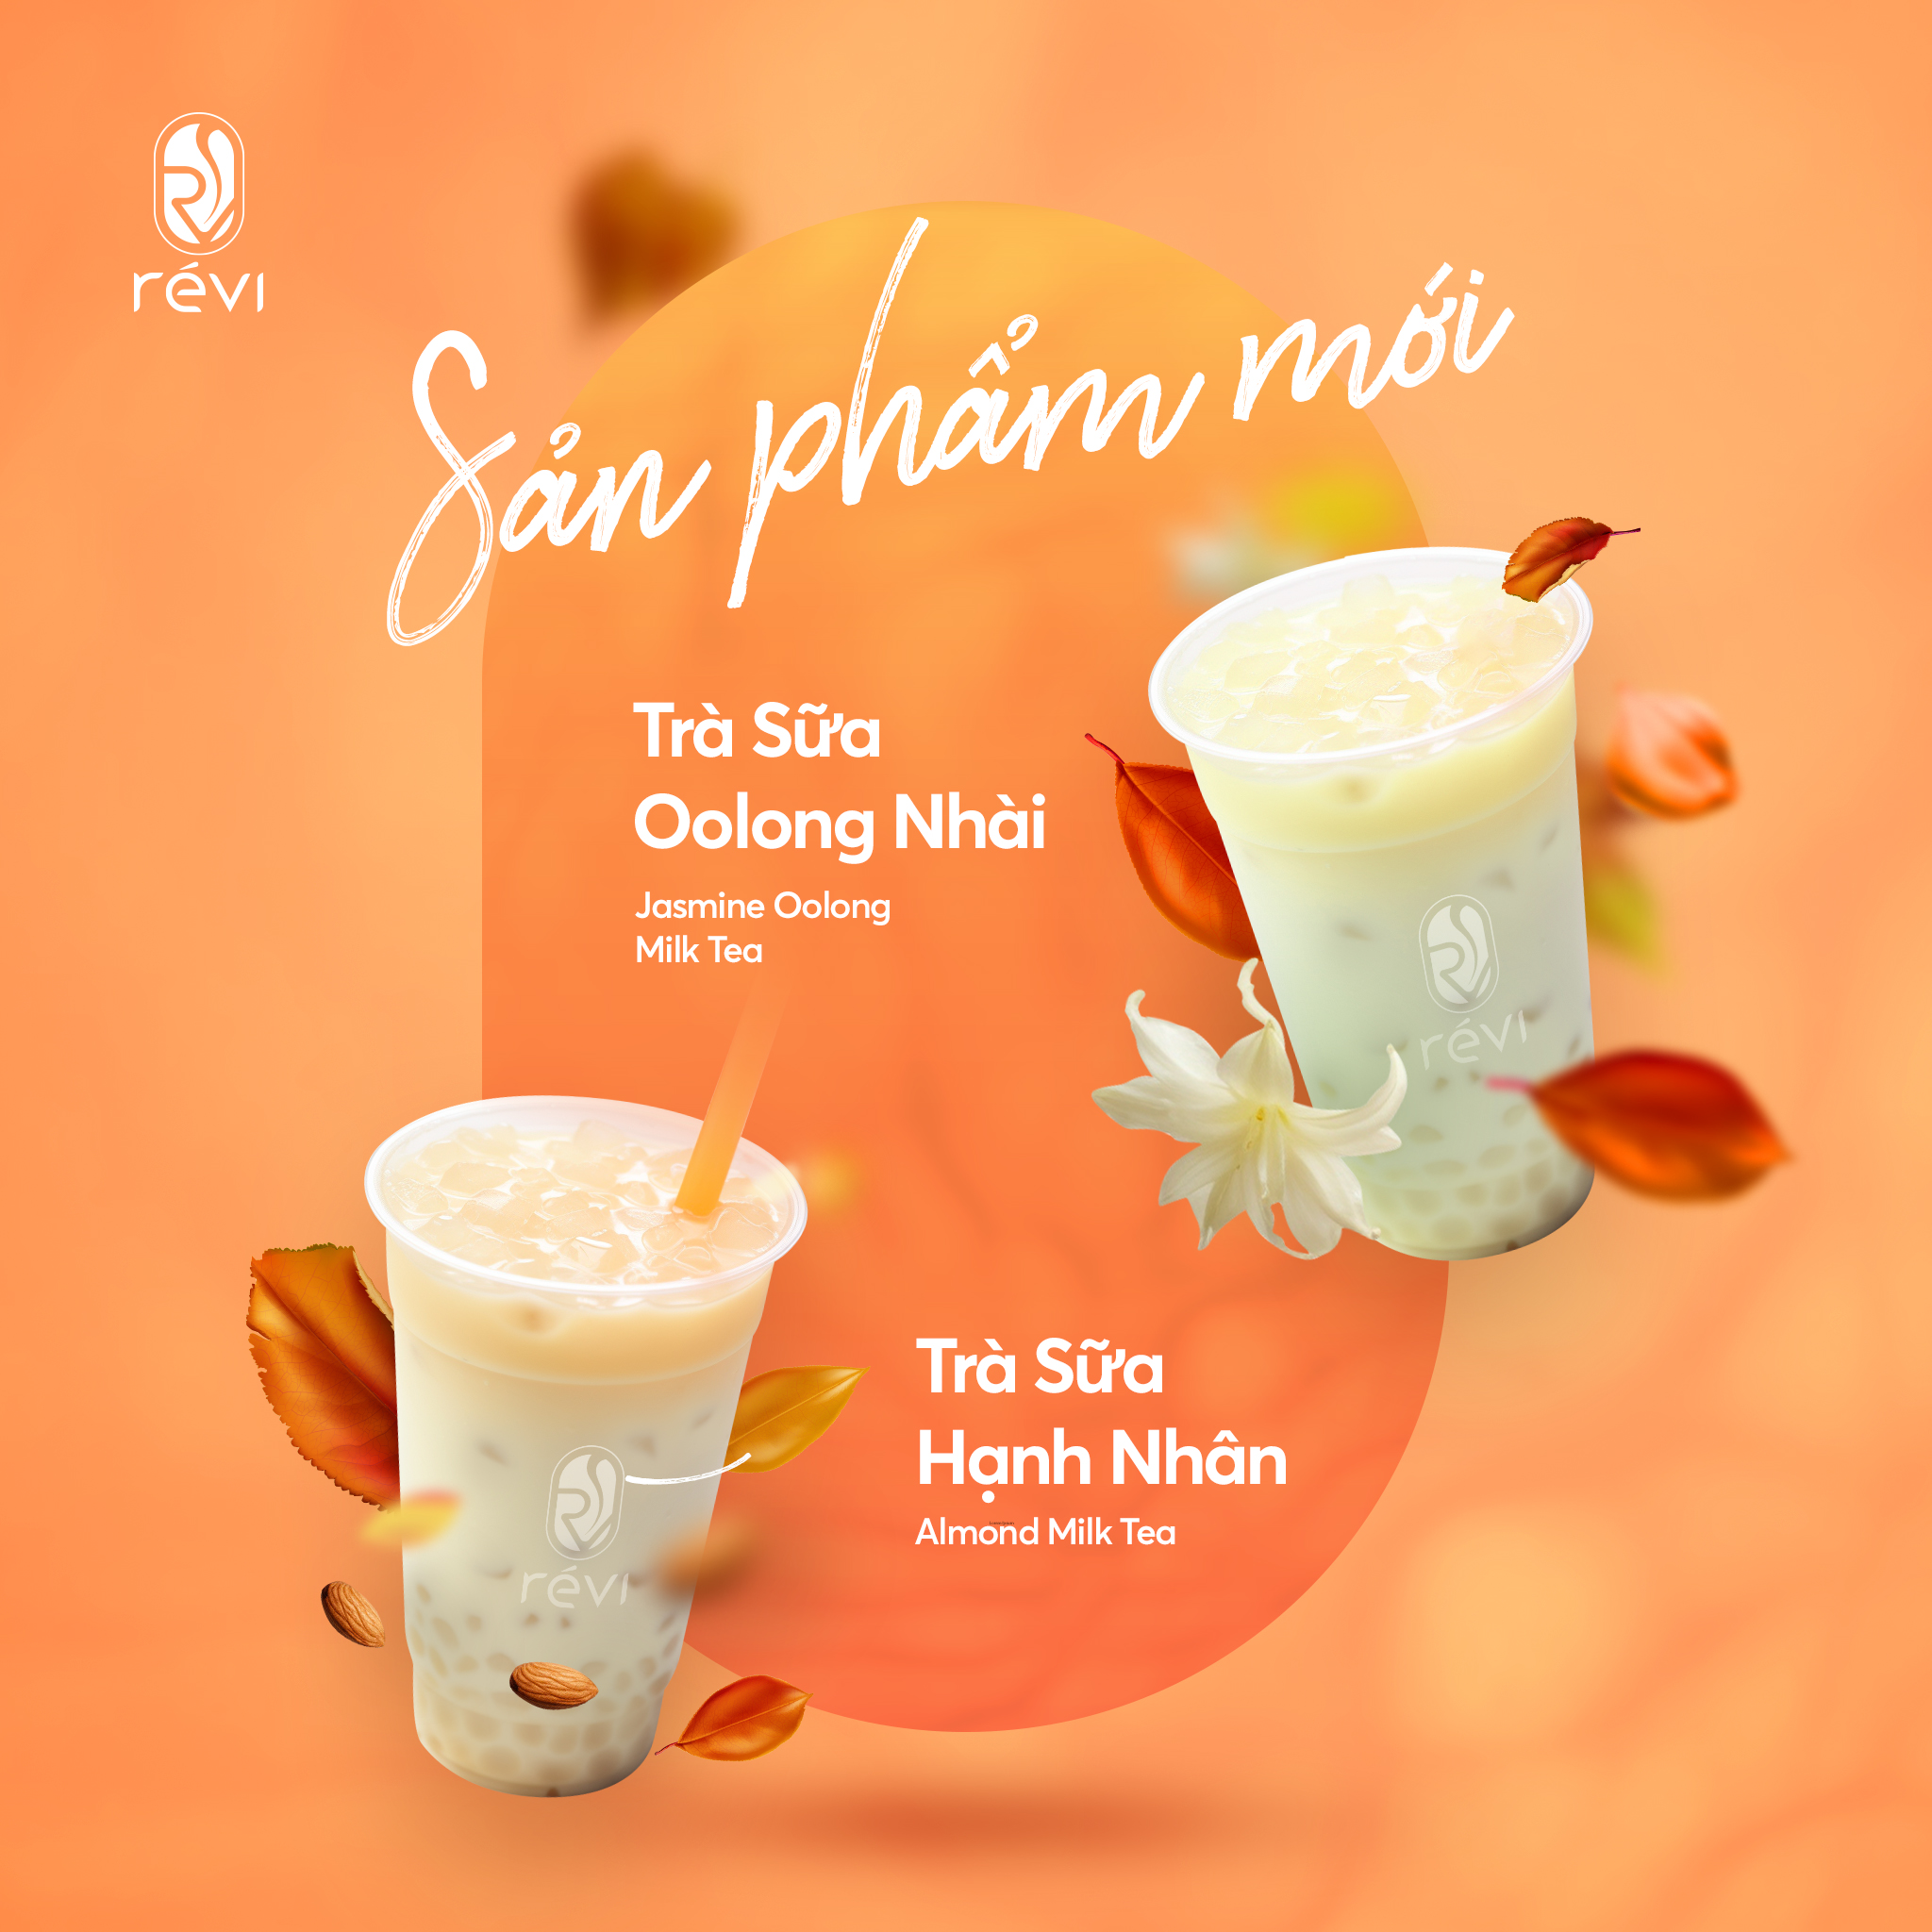 révi
Sản phẩm mới
Trà Sữa
Oolong Nhài
Jasmine Oolong
Milk Tea
révi
Trà Sữa
Hạnh Nhân
Almond Milk Tea
révi